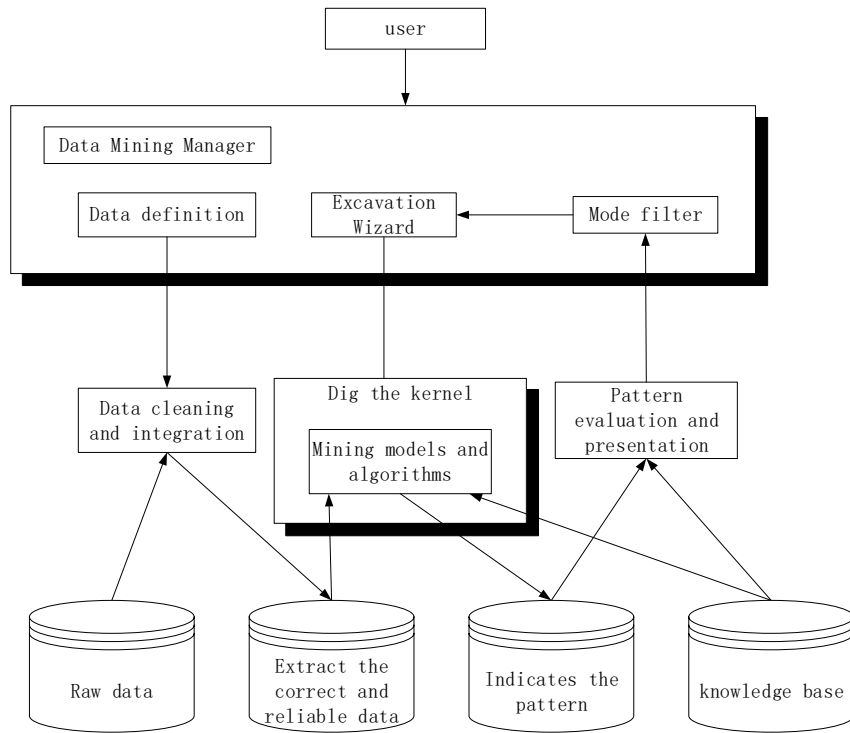 user
Data Mining Manager
Data definition
Excavation
Wizard
Mode filter
Dig the kernel
Data cleaning
and integration
Mining models and
algorithms
Pattern
evaluation and
presentation
Raw data
Extract the
correct and
reliable data
Indicates the
pattern
knowledge base